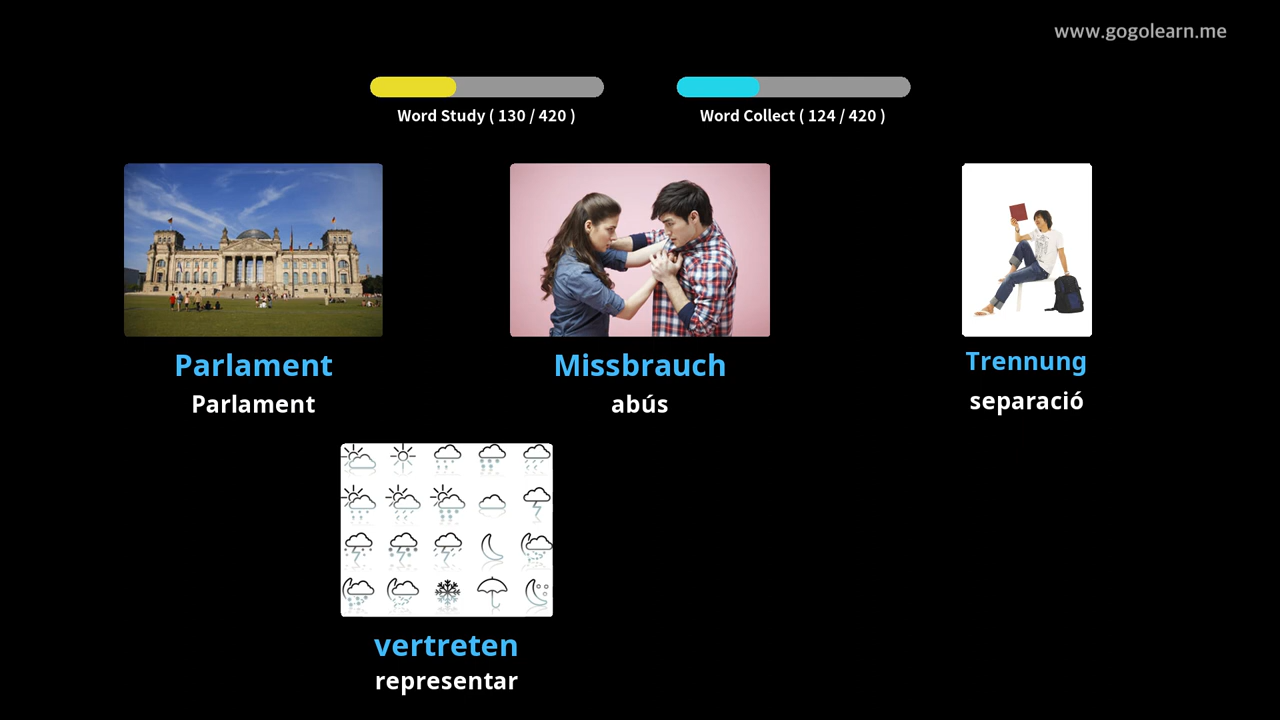 www.gogolearn.me
Word Study ( 130 / 420 )
Word Collect ( 124 / 420 )
Parlament
Parlament
Missbrauch
abús
Trennung
separació
vertreten
representar